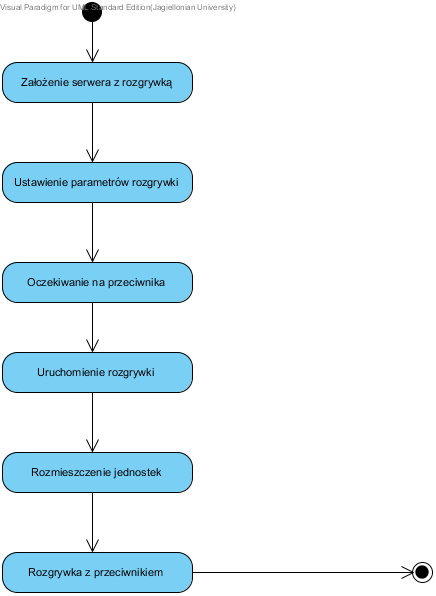 Visual Paradigm for UML Standard Edition(Jagiellonian University)
Założenie serwera z rozgrywką
Ustawienie parametrów rozgrywki
Oczekiwanie na przeciwnika
Uruchomienie rozgrywki
Rozmieszczenie jednostek
Rozgrywka z przeciwnikiem